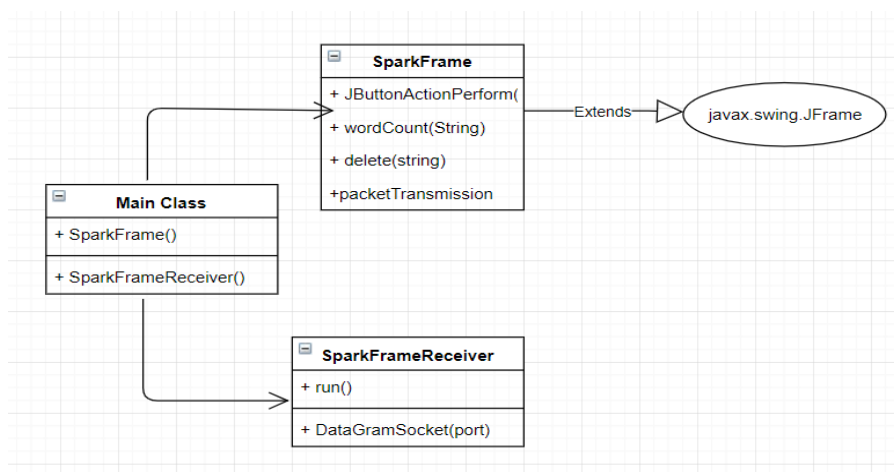 SparkFrame
+ JButtonActionPerform(
+ wordCount(String)
+ delete(string)
+packetTransmission
Extends
javax.swing.JFrame
Main Class
+ SparkFrame()
+ SparkFrameReceiver()
SparkFrameReceiver
+ run()
+ DataGramSocket(port)